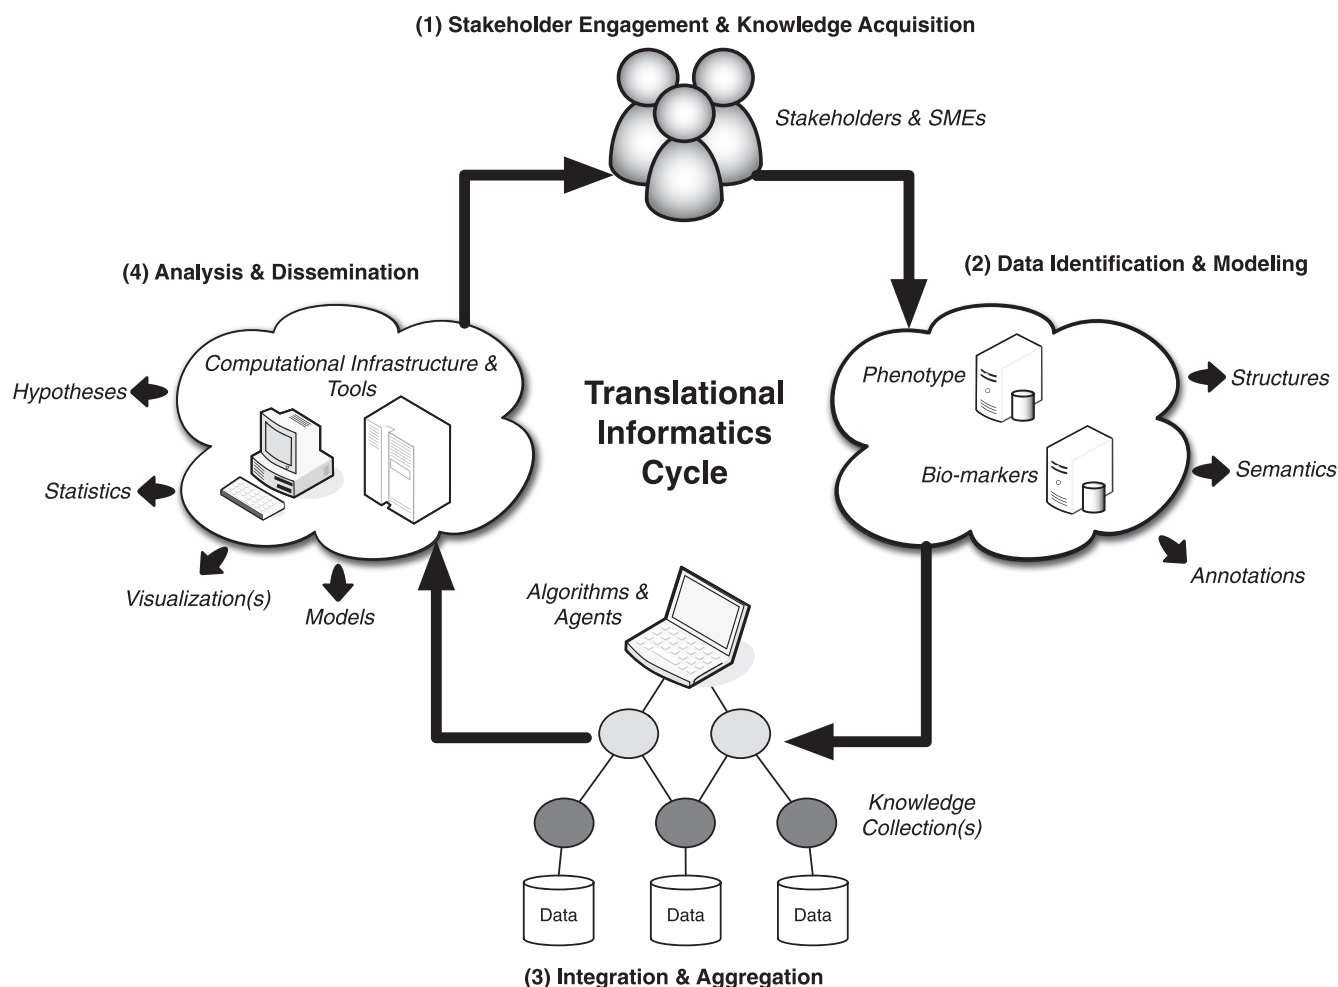 (1) Stakeholder Engagement & Knowledge Acquisition
Stakeholders & SMEs
(4) Analysis & Dissemination
(2) Data Identification & Modeling
Computational Infrastructure &
Tools
Hypotheses
Statistics
Visualization(s)
Models
Translational
Informatics
Cycle
Phenotype
Bio-markers
Structures
Semantics
Annotations
Algorithms &
Agents
Knowledge
Collection(s)
Data
Data
Data
(3) Integration & Aggregation